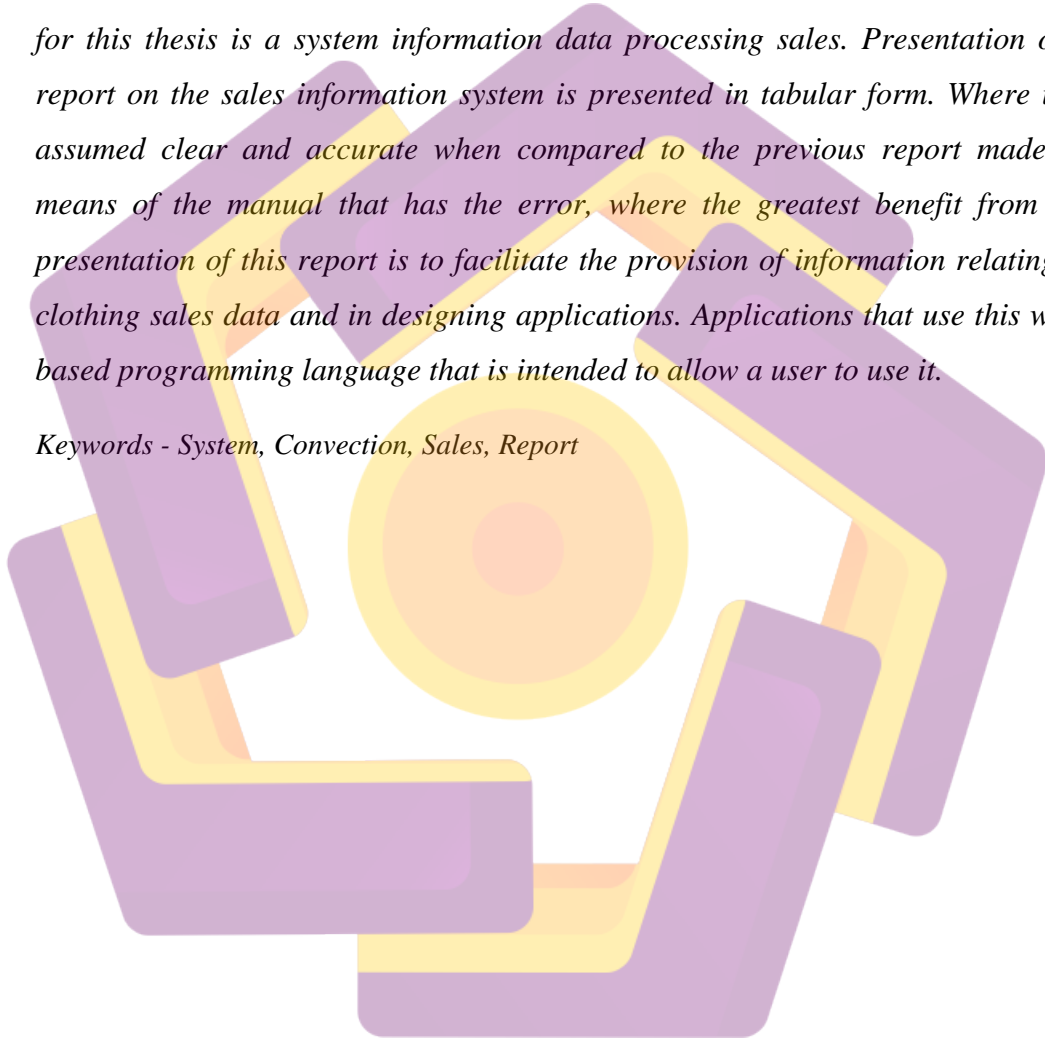 for this thesis is a system information data processing sales. Presentation
report on the sales information system is presented in tabular form. Where
assumed clear and accurate when compared to the previous report made
means of the manual that has the error, where the greatest benefit from
presentation of this report is to facilitate the provision of information relating
clothing sales data and in designing applications. Applications that use this
based programming language that is intended to allow a user to use it.
Keywords - System, Convection, Sales, Report